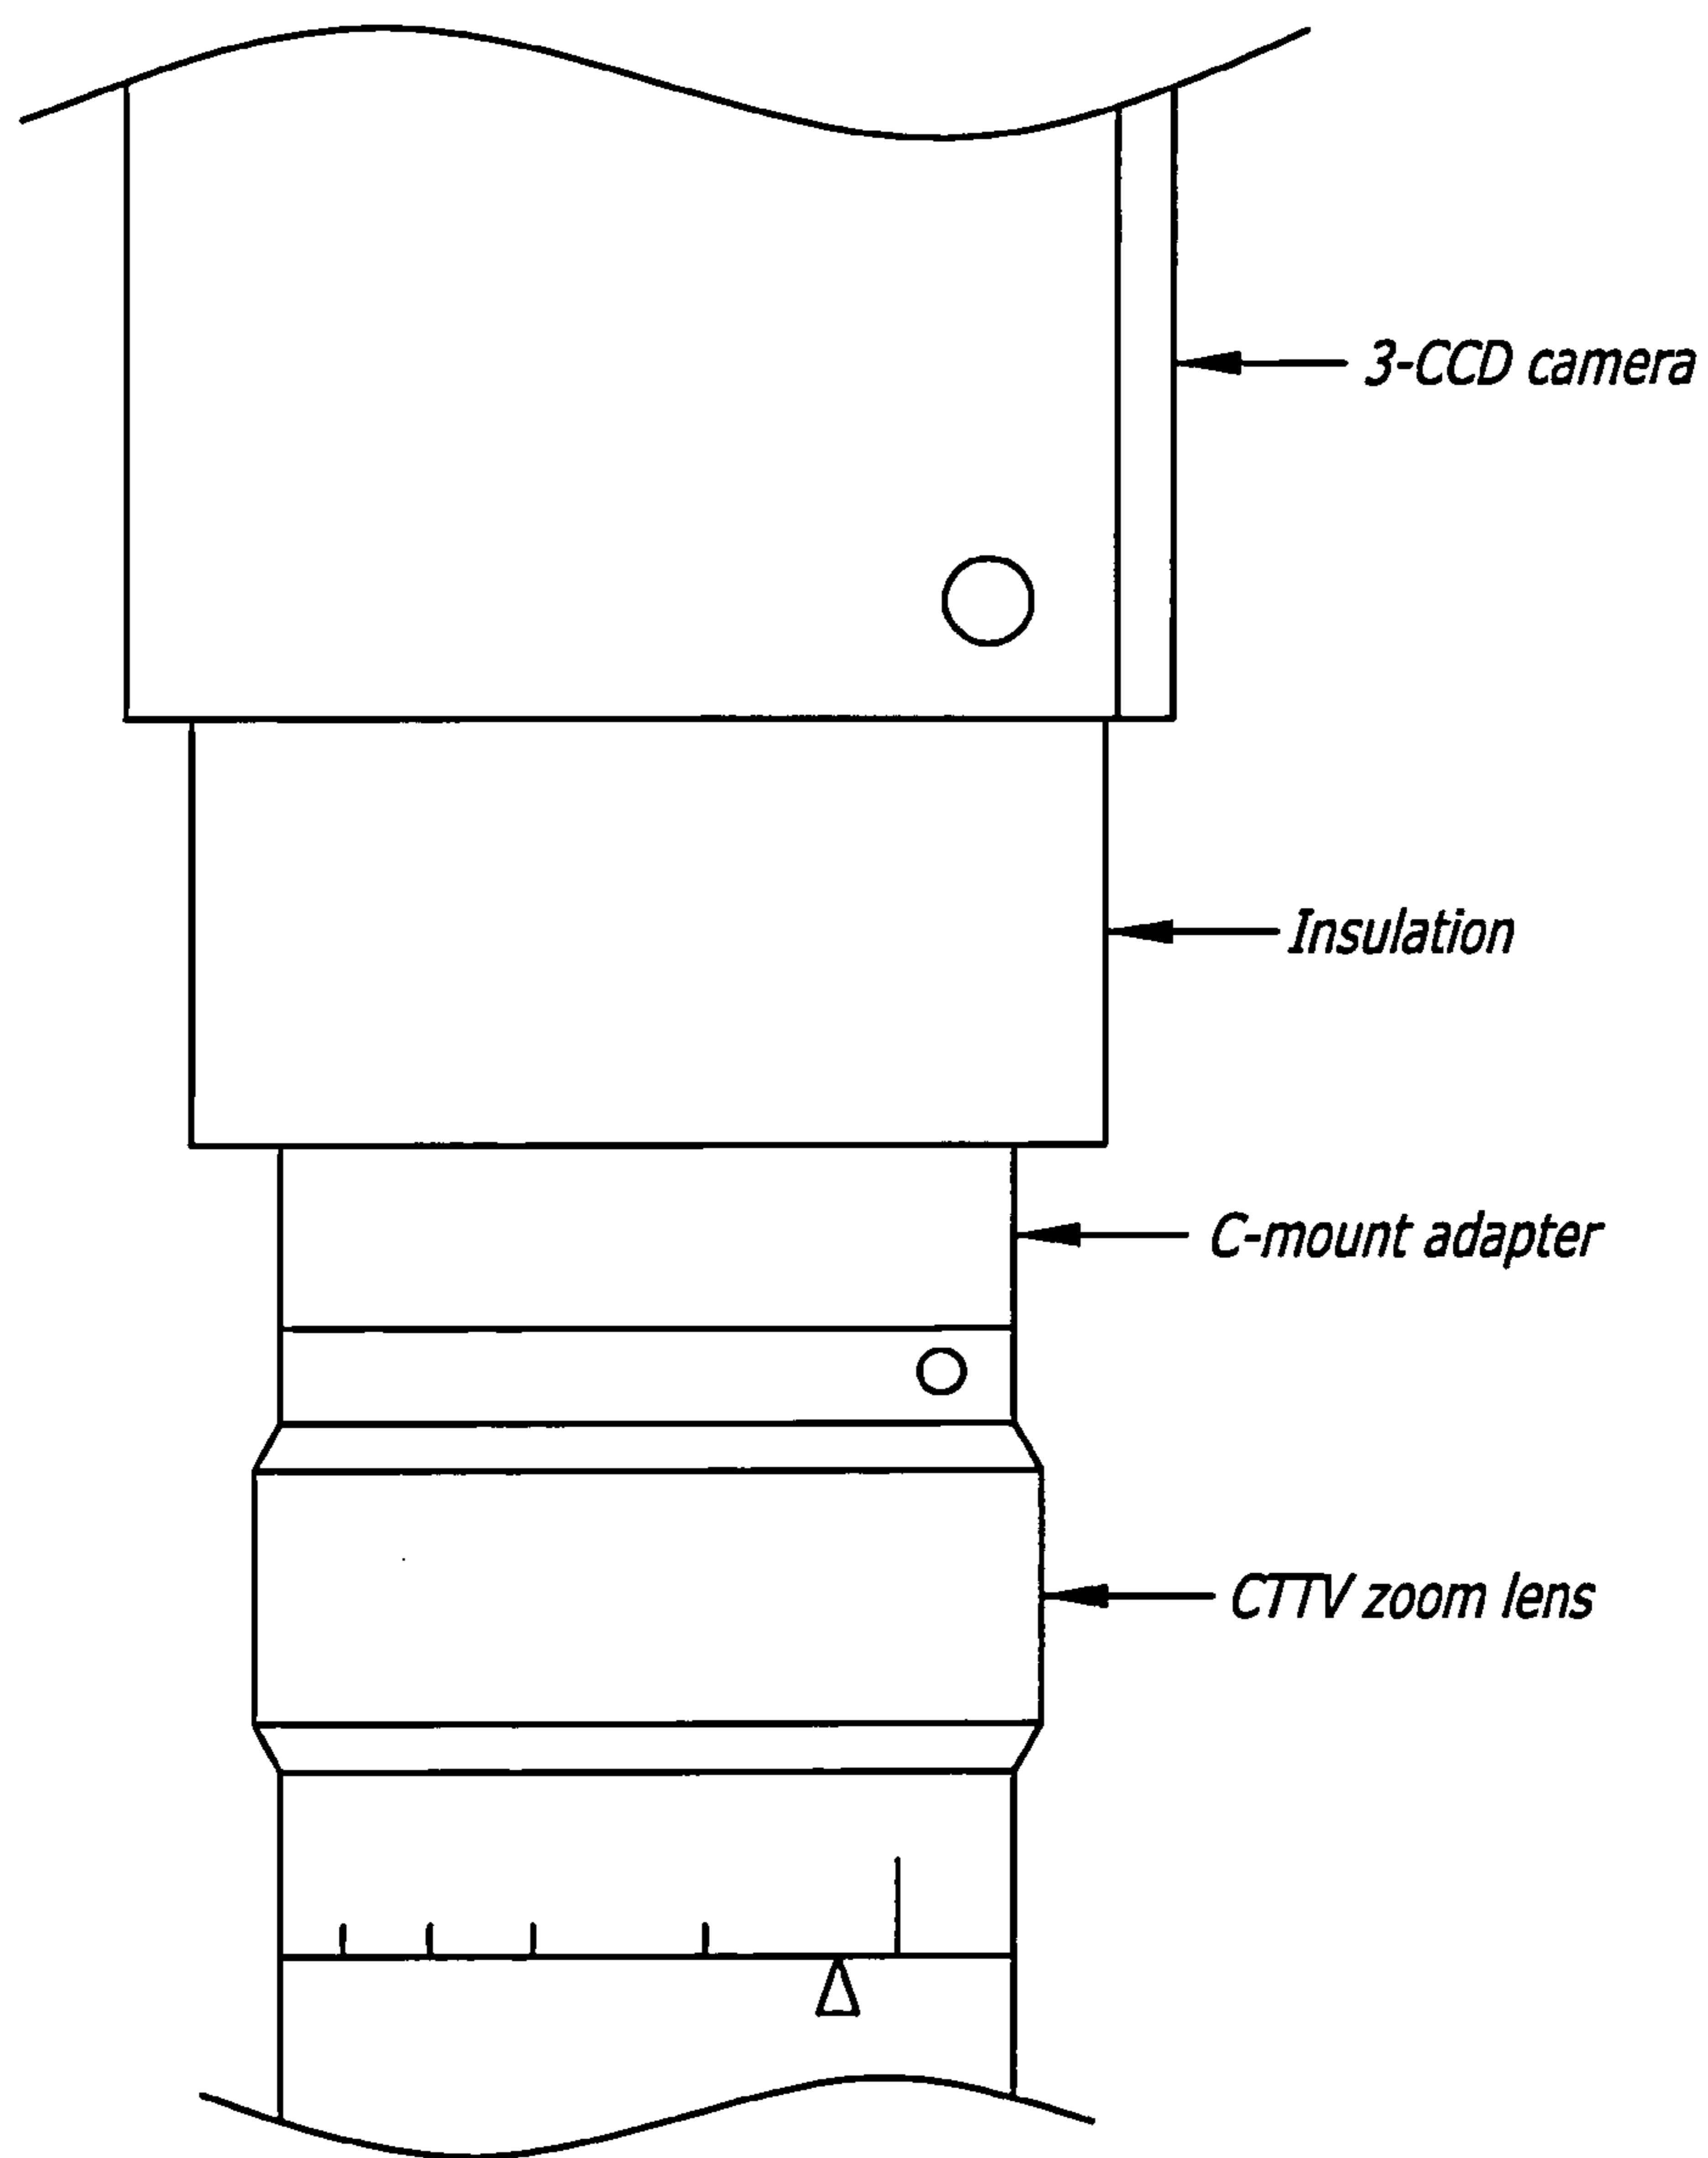 3-CCD camera
Insulation
C-mount adapter
CTTV zoom lens